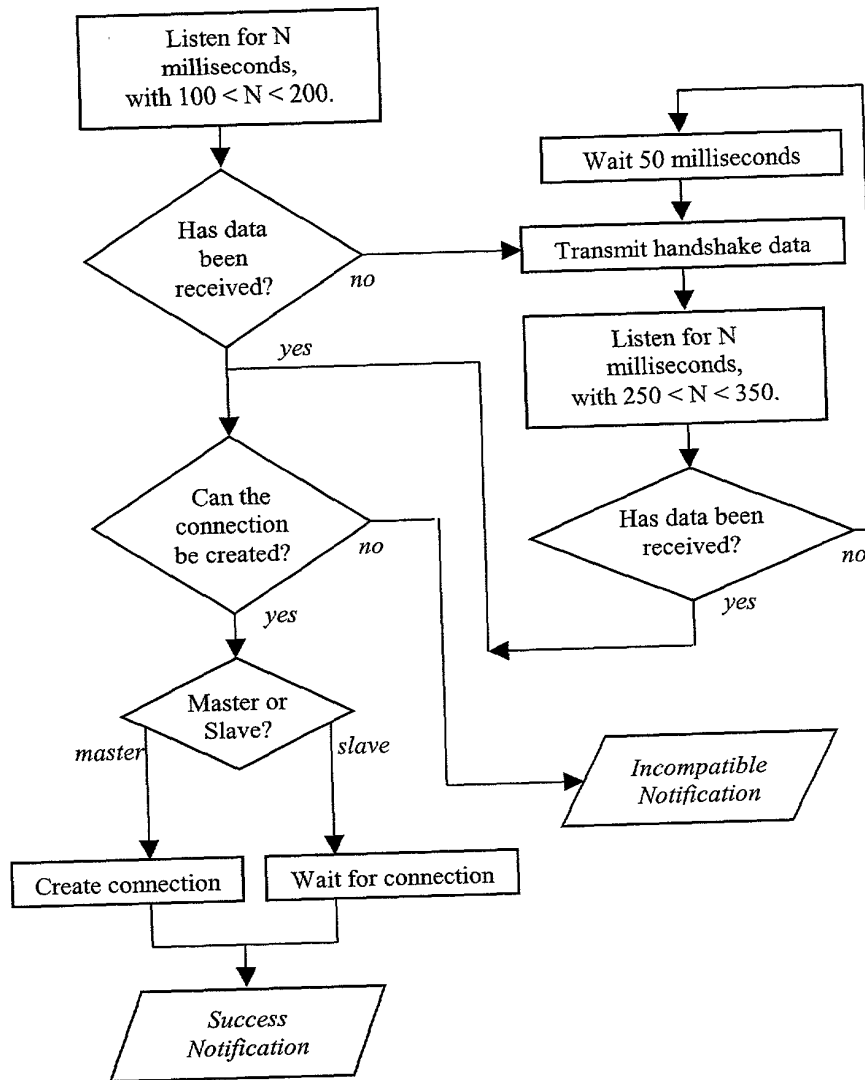 Listen for N
milliseconds,
with 100 < N < 200.
Wait 50 milliseconds
Has data
been
received?
no
Transmit handshake data
yes
Listen for N
milliseconds,
with 250 < N < 350.
Can the
connection
be created?
no
Has data been
received?
no
yes
yes
Master or
Slave?
master
slave
Incompatible
Notification
Create connection
Wait for connection
Success
Notification